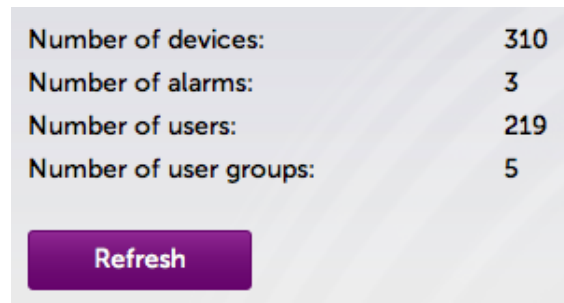 Number of devices: 310
Number of alarms: 3
Number of users: 219
Number of user groups: 5
Refresh